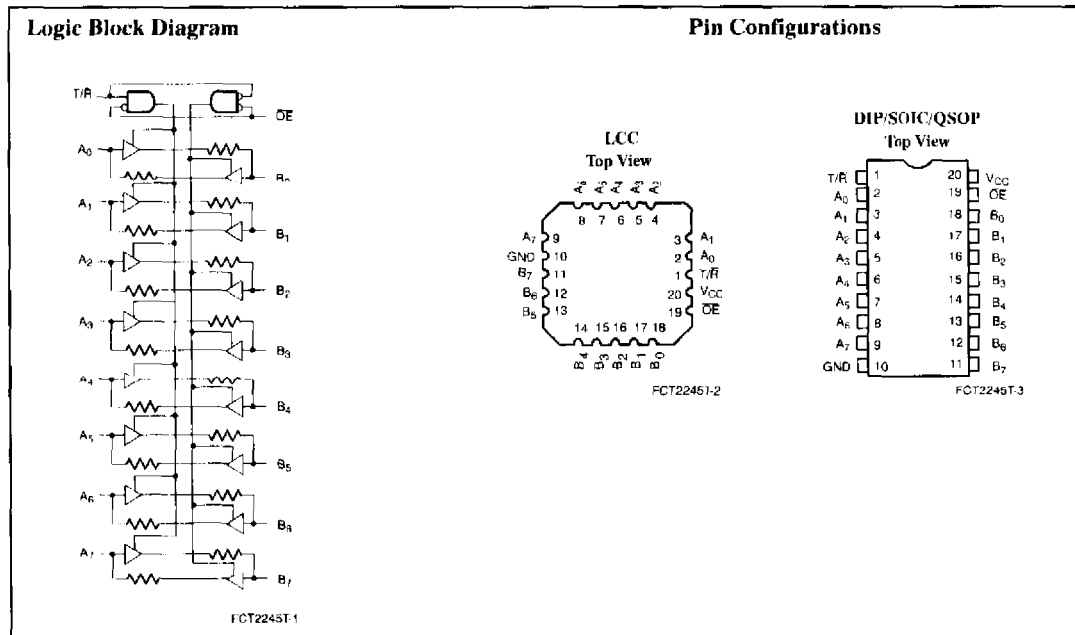 Logic Block Diagram
T/R̅
O̅E̅
A0
B0
A1
B1
A2
B2
A3
B3
A4
B4
A5
B5
A6
B6
A7
B7
FCT2245T-1
Pin Configurations
LCC
Top View
A6 A5 A4 A3 A2
8 7 6 5 4
A7 9
GND 10
B7 11
B6 12
B5 13
3 A1
2 A0
1 T/R̅
20 VCC
19 O̅E̅
14 15 16 17 18
B4 B3 B2 B1 B0
FCT2245T-2
DIP/SOIC/QSOP
Top View
T/R̅ 1 20 VCC
A0 2 19 O̅E̅
A1 3 18 B0
A2 4 17 B1
A3 5 16 B2
A4 6 15 B3
A5 7 14 B4
A6 8 13 B5
A7 9 12 B6
GND 10 11 B7
FCT2245T-3